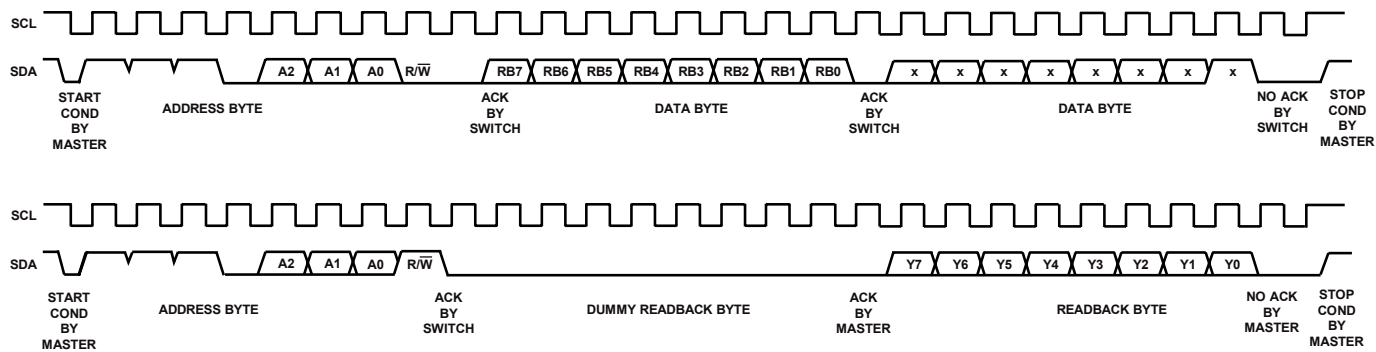 SCL
SDA A2 A1 A0 R/W̅ RB7 RB6 RB5 RB4 RB3 RB2 RB1 RB0 x x x x x x x x
START COND BY MASTER
ADDRESS BYTE
ACK BY SWITCH
DATA BYTE
ACK BY SWITCH
DATA BYTE
NO ACK BY SWITCH
STOP COND BY MASTER
SCL
SDA A2 A1 A0 R/W̅ Y7 Y6 Y5 Y4 Y3 Y2 Y1 Y0
START COND BY MASTER
ADDRESS BYTE
ACK BY SWITCH
DUMMY READBACK BYTE
ACK BY MASTER
READBACK BYTE
NO ACK BY MASTER
STOP COND BY MASTER